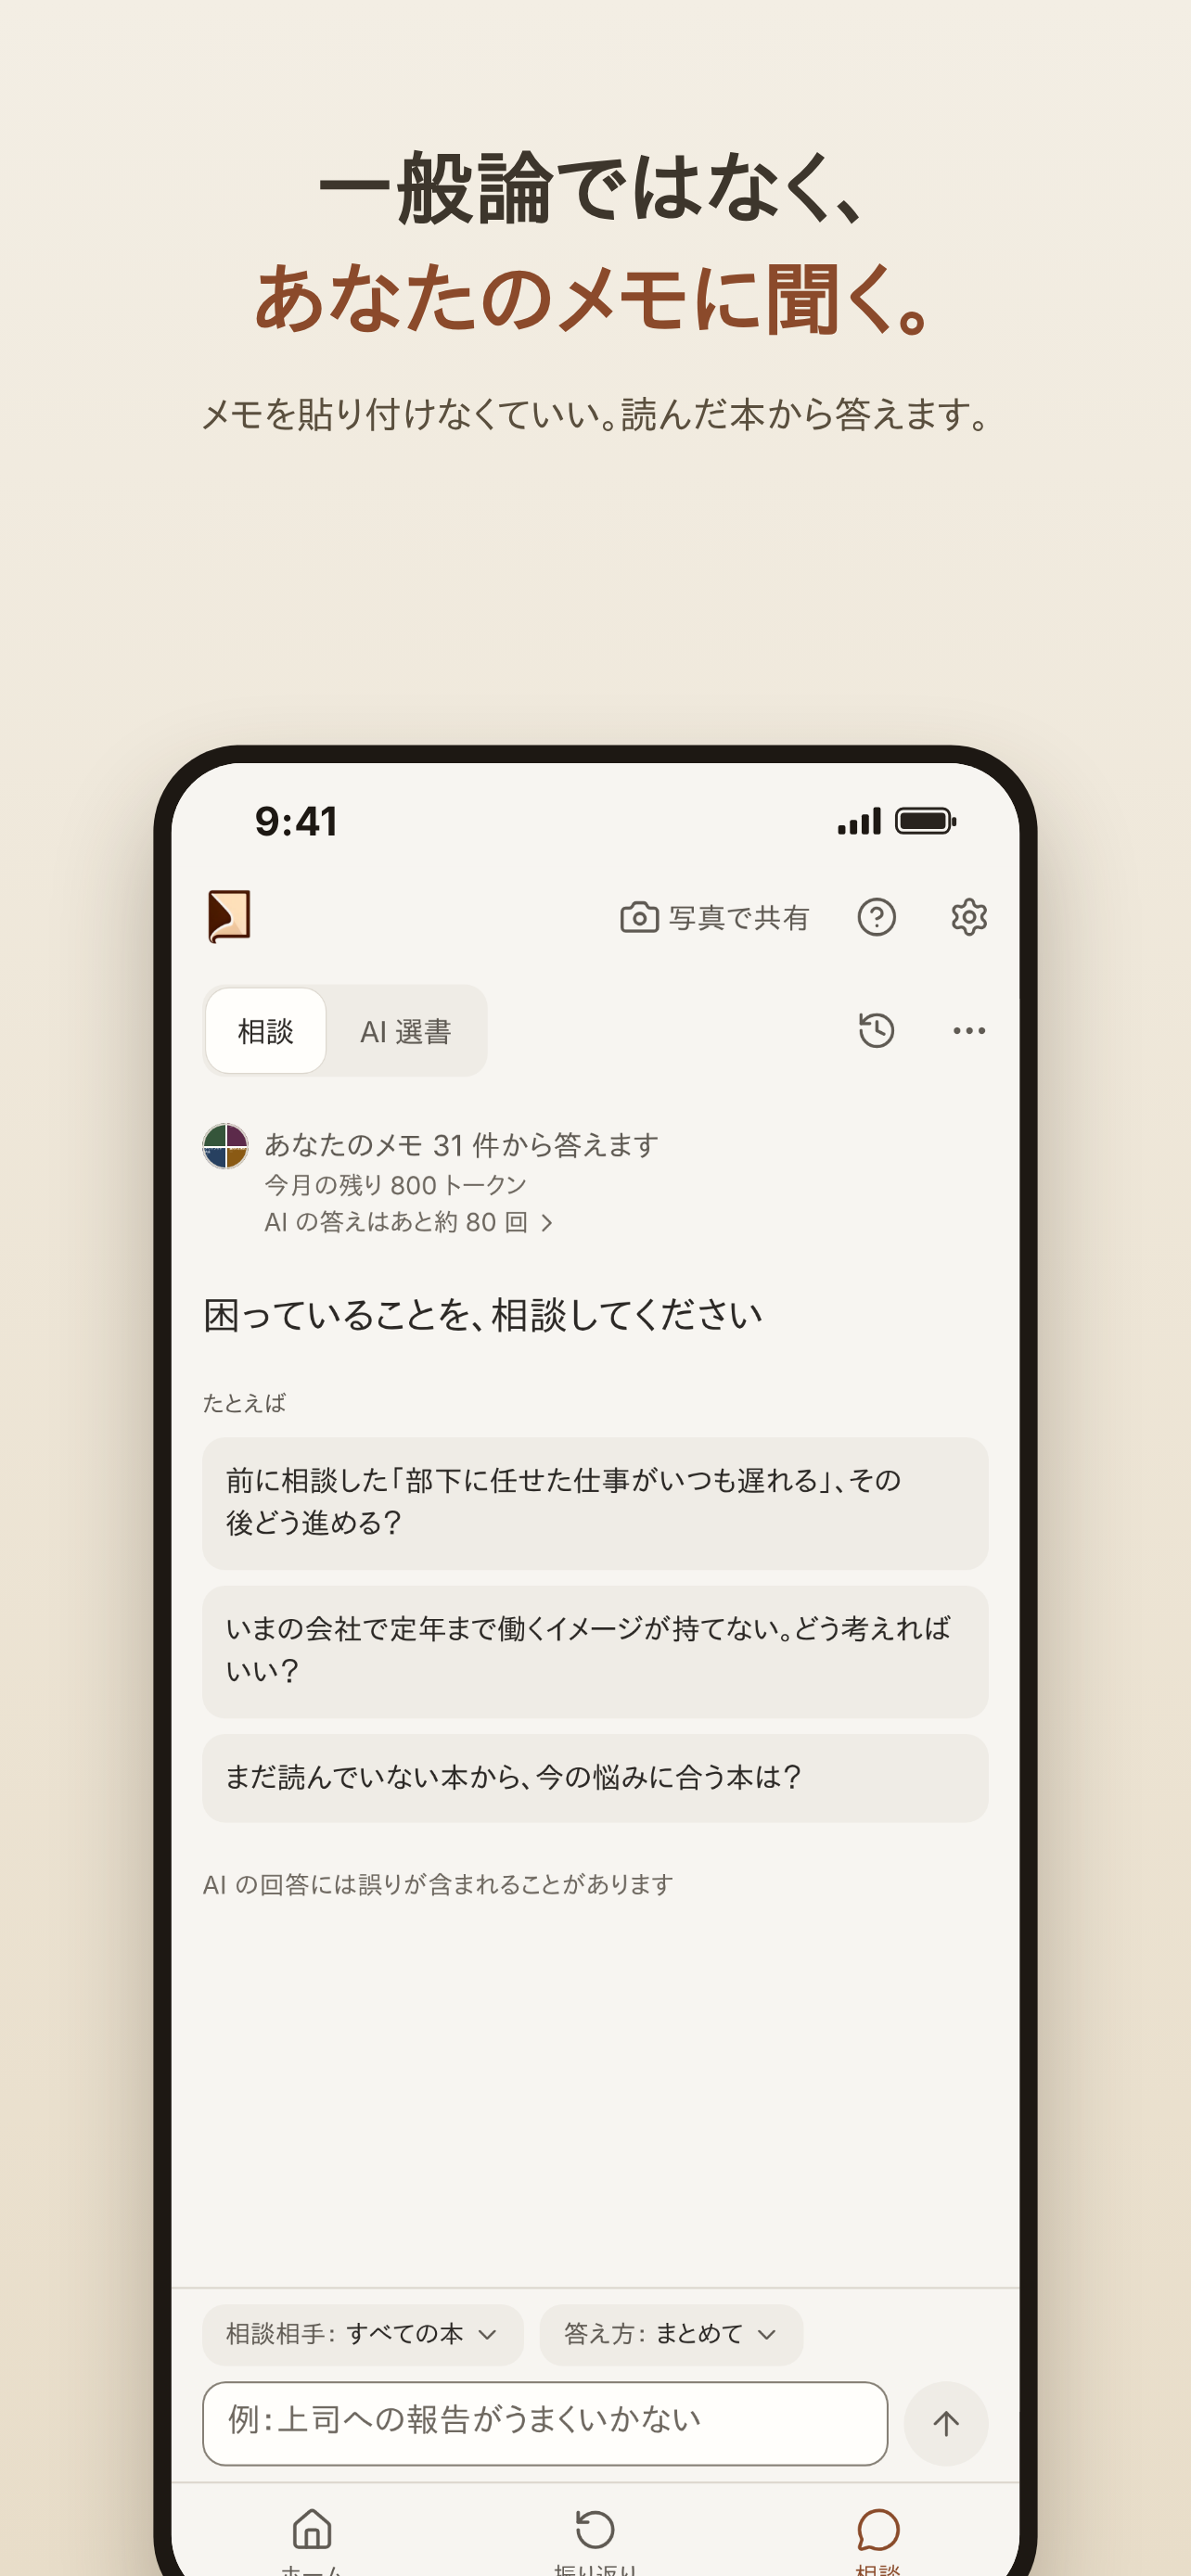 一般論ではなく、
あなたのメモに聞く。
メモを貼り付けなくていい。読んだ本から答えます。
9:41
写真で共有
相談
AI 選書
あなたのメモ 31 件から答えます
今月の残り 800 トークン
AI の答えはあと約 80 回
困っていることを、相談してください
たとえば
前に相談した「部下に任せた仕事がいつも遅れる」、その
後どう進める?
いまの会社で定年まで働くイメージが持てない。どう考えれば
いい?
まだ読んでいない本から、今の悩みに合う本は?
AI の回答には誤りが含まれることがあります
相談相手: すべての本
答え方: まとめて
例:上司への報告がうまくいかない
ホーム
振り返り
相談